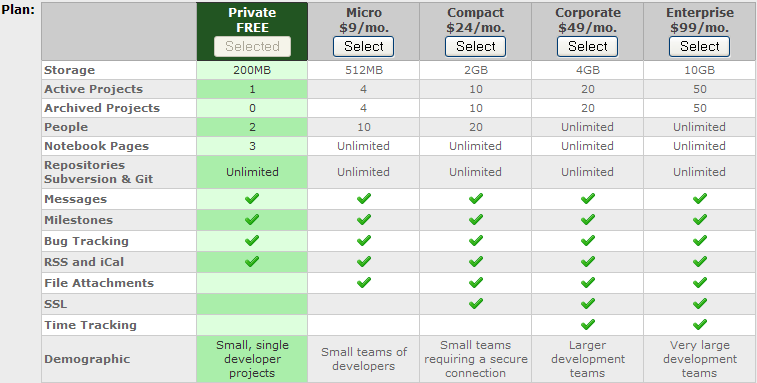 Plan: Private Micro Compact Corporate Enterprise
FREE $9/mo. $24/mo. $49/mo. $99/mo.
Selected Select Select Select Select
Storage 200MB 512MB 2GB 4GB 10GB
Active Projects 1 4 10 20 50
Archived Projects 0 4 10 20 50
People 2 10 20 Unlimited Unlimited
Notebook Pages 3 Unlimited Unlimited Unlimited Unlimited
Repositories
Subversion & Git Unlimited Unlimited Unlimited Unlimited Unlimited
Messages
Milestones
Bug Tracking
RSS and iCal
File Attachments
SSL
Time Tracking
Demographic
Small, single
developer
projects
Small teams of
developers
Small teams
requiring a secure
connection
Larger
development
teams
Very large
development
teams